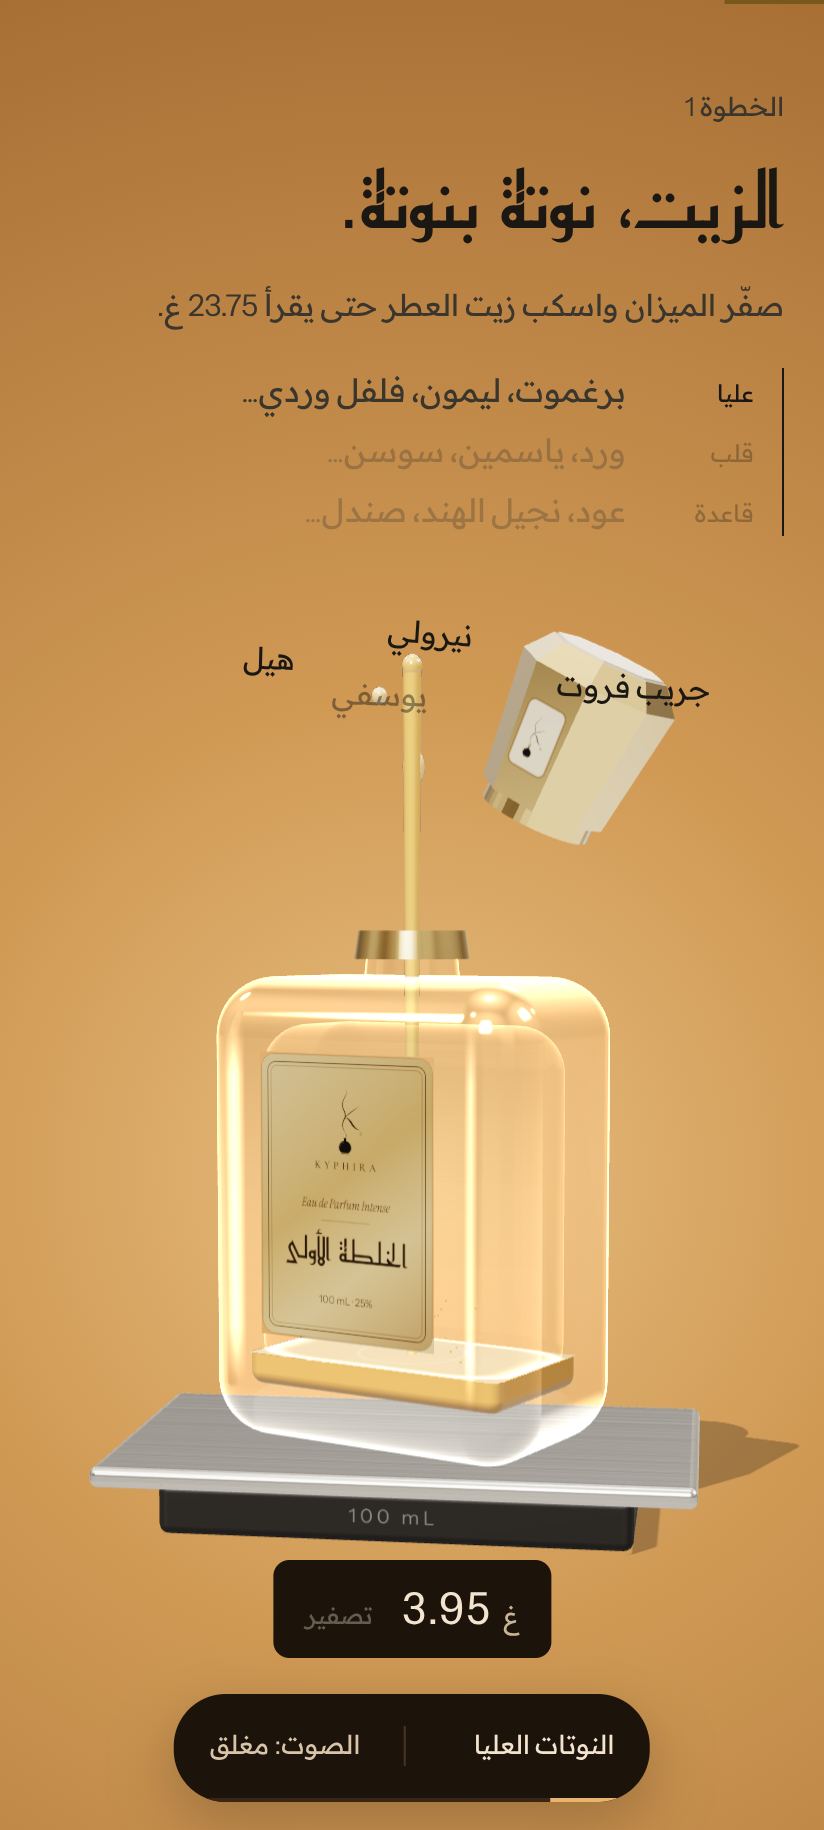 الخطوة 1
الزيت، نوتة بنوتة.
صفّر الميزان واسكب زيت العطر حتى يقرأ 23.75 غ.
عليا برغموت، ليمون، فلفل وردي...
قلب ورد، ياسمين، سوسن...
قاعدة عود، نجيل الهند، صندل...
نيرولي
هيل
جريب فروت
يوسفي
KYPHIRA
Eau de Parfum Intense
الخلطة الأولى
100 mL · 25%
100 mL
غ 3.95 تصفير
النوتات العليا الصوت: مغلق